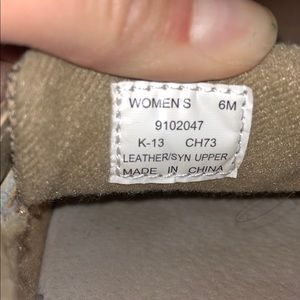 WOMEN'S 6M
9102047
K-13 CH73
LEATHER/SYN UPPER
MADE IN CHINA